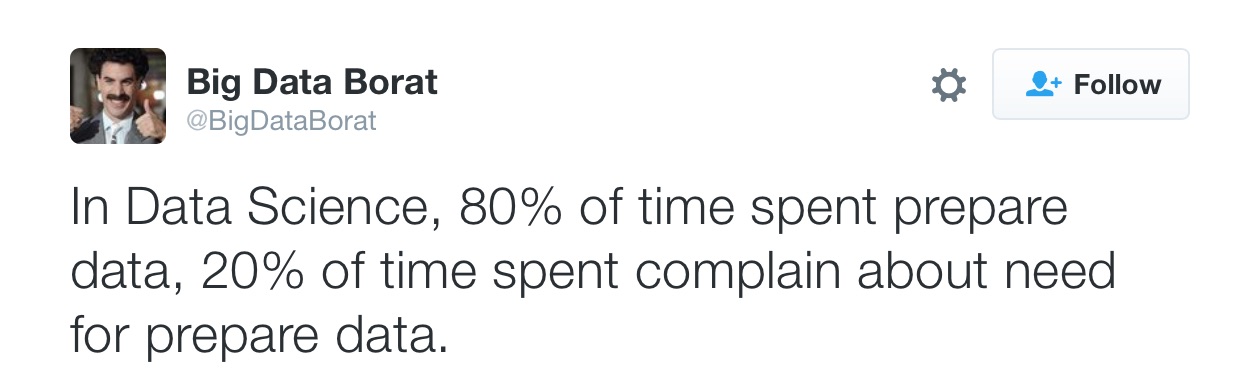 Big Data Borat
@BigDataBorat
Follow
In Data Science, 80% of time spent prepare
data, 20% of time spent complain about need
for prepare data.